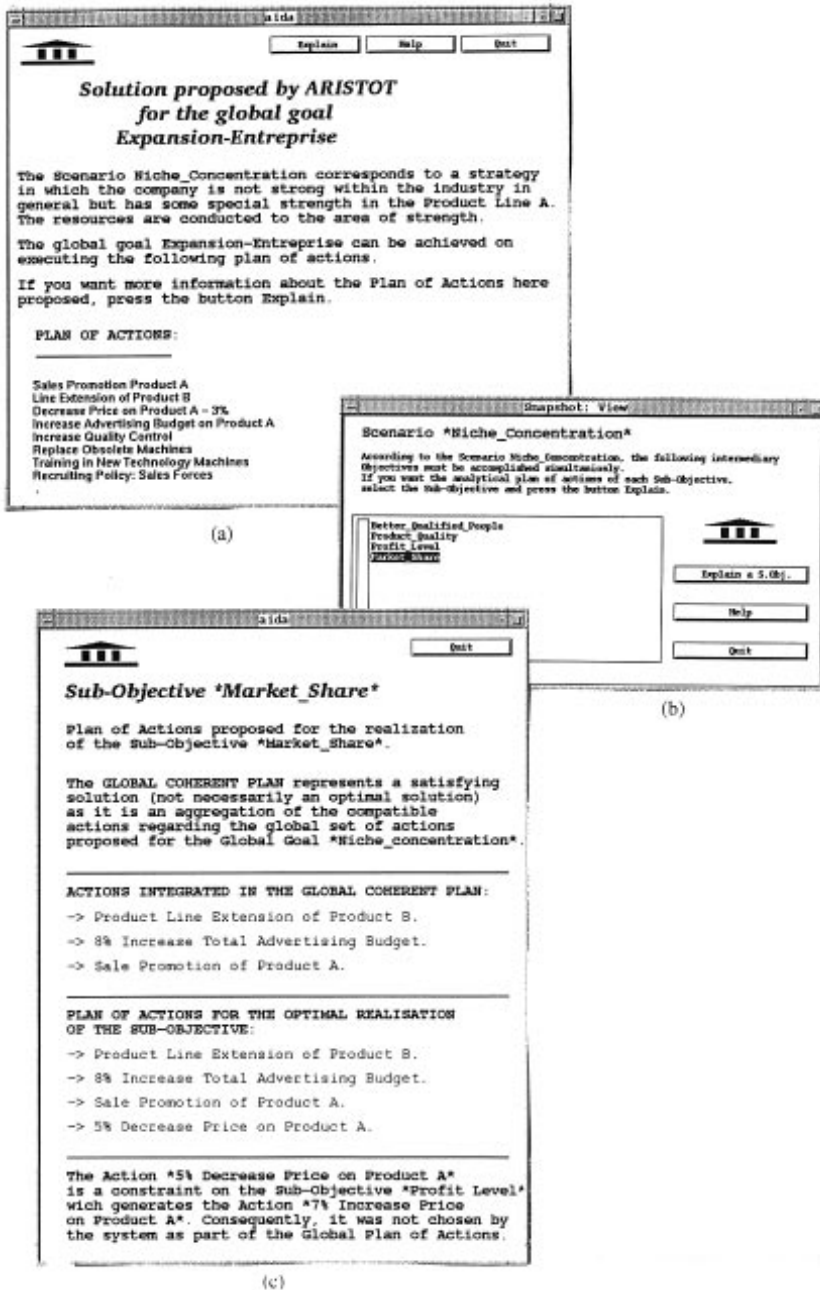 aida
Explain Help Quit
Solution proposed by ARISTOT
for the global goal
Expansion-Entreprise
The Scenario Niche_Concentration corresponds to a strategy
in which the company is not strong within the industry in
general but has some special strength in the Product Line A.
The resources are conducted to the area of strength.
The global goal Expansion-Entreprise can be achieved on
executing the following plan of actions.
If you want more information about the Plan of Actions here
proposed, press the button Explain.
PLAN OF ACTIONS:
Sales Promotion Product A
Line Extension of Product B
Decrease Price on Product A – 3%
Increase Advertising Budget on Product A
Increase Quality Control
Replace Obsolete Machines
Training in New Technology Machines
Recruiting Policy: Sales Forces
(a)
Snapshot: View
Scenario *Niche_Concentration*
According to the Scenario Niche_Concentration, the following intermediary
Objectives must be accomplished simultaniosly.
If you want the analytical plan of actions of each Sub-Objective,
select the Sub-Objective and press the button Explain.
Better_Qualified_People
Product_Quality
Profit_Level
Market_Share
Explain a S.Obj.
Help
Quit
(b)
aida
Quit
Sub-Objective *Market_Share*
Plan of Actions proposed for the realization
of the Sub-Objective *Market_Share*.
The GLOBAL COHERENT PLAN represents a satisfying
solution (not necessarily an optimal solution)
as it is an aggregation of the compatible
actions regarding the global set of actions
proposed for the Global Goal *Niche_concentration*.
ACTIONS INTEGRATED IN THE GLOBAL COHERENT PLAN:
-> Product Line Extension of Product B.
-> 8% Increase Total Advertising Budget.
-> Sale Promotion of Product A.
PLAN OF ACTIONS FOR THE OPTIMAL REALISATION
OF THE SUB-OBJECTIVE:
-> Product Line Extension of Product B.
-> 8% Increase Total Advertising Budget.
-> Sale Promotion of Product A.
-> 5% Decrease Price on Product A.
The Action *5% Decrease Price on Product A*
is a constraint on the Sub-Objective *Profit Level*
wich generates the Action *7% Increase Price
on Product A*. Consequently, it was not chosen by
the system as part of the Global Plan of Actions.
(c)